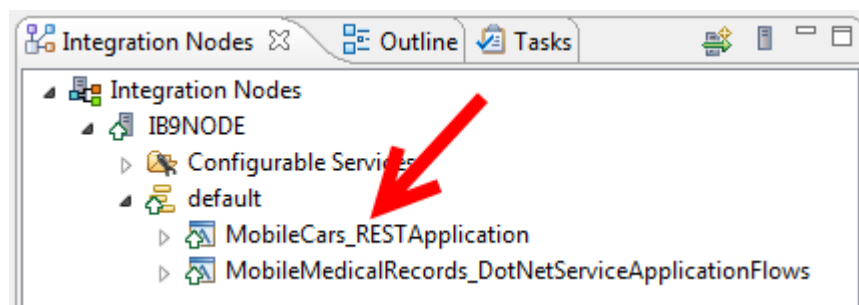 Integration Nodes Outline Tasks
Integration Nodes
IB9NODE
Configurable Services
default
MobileCars_RESTApplication
MobileMedicalRecords_DotNetServiceApplicationFlows